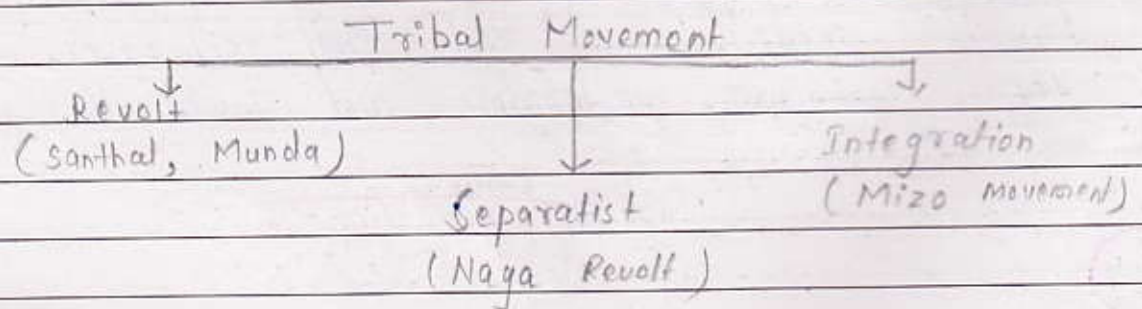 Tribal Movement
Revolt
(Santhal, Munda)
Integration
(Mizo Movement)
Separatist
(Naga Revolt)